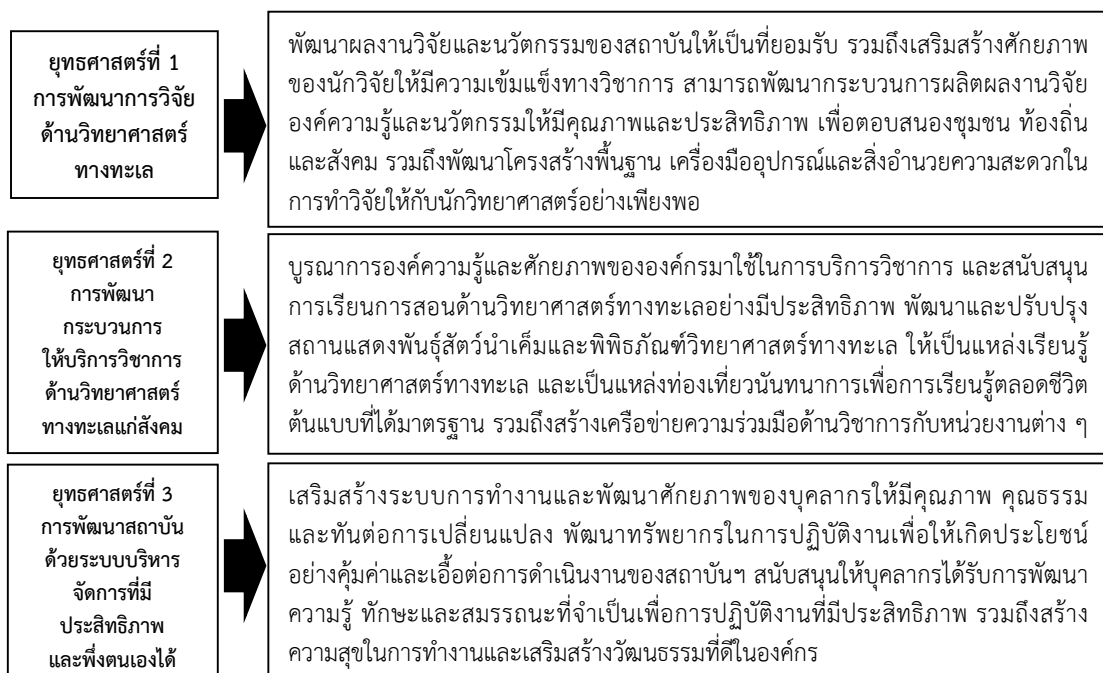 ยุทธศาสตร์ที่ 1
การพัฒนาการวิจัย
ด้านวิทยาศาสตร์
ทางทะเล
พัฒนาผลงานวิจัยและนวัตกรรมของสถาบันให้เป็นที่ยอมรับ รวมถึงเสริมสร้างศักยภาพ
ของนักวิจัยให้มีความเข้มแข็งทางวิชาการ สามารถพัฒนากระบวนการผลิตผลงานวิจัย
องค์ความรู้และนวัตกรรมให้มีคุณภาพและประสิทธิภาพ เพื่อตอบสนองชุมชน ท้องถิ่น
และสังคม รวมถึงพัฒนาโครงสร้างพื้นฐาน เครื่องมืออุปกรณ์และสิ่งอำนวยความสะดวกใน
การทำวิจัยให้กับนักวิทยาศาสตร์อย่างเพียงพอ
ยุทธศาสตร์ที่ 2
การพัฒนา
กระบวนการ
ให้บริการวิชาการ
ด้านวิทยาศาสตร์
ทางทะเลแก่สังคม
บูรณาการองค์ความรู้และศักยภาพขององค์กรมาใช้ในการบริการวิชาการ และสนับสนุน
การเรียนการสอนด้านวิทยาศาสตร์ทางทะเลอย่างมีประสิทธิภาพ พัฒนาและปรับปรุง
สถานแสดงพันธุ์สัตว์น้ำเค็มและพิพิธภัณฑ์วิทยาศาสตร์ทางทะเล ให้เป็นแหล่งเรียนรู้
ด้านวิทยาศาสตร์ทางทะเล และเป็นแหล่งท่องเที่ยวนันทนาการเพื่อการเรียนรู้ตลอดชีวิต
ต้นแบบที่ได้มาตรฐาน รวมถึงสร้างเครือข่ายความร่วมมือด้านวิชาการกับหน่วยงานต่าง ๆ
ยุทธศาสตร์ที่ 3
การพัฒนาสถาบัน
ด้วยระบบบริหาร
จัดการที่มี
ประสิทธิภาพ
และพึ่งตนเองได้
เสริมสร้างระบบการทำงานและพัฒนาศักยภาพของบุคลากรให้มีคุณภาพ คุณธรรม
และทันต่อการเปลี่ยนแปลง พัฒนาทรัพยากรในการปฏิบัติงานเพื่อให้เกิดประโยชน์
อย่างคุ้มค่าและเอื้อต่อการดำเนินงานของสถาบันฯ สนับสนุนให้บุคลากรได้รับการพัฒนา
ความรู้ ทักษะและสมรรถนะที่จำเป็นเพื่อการปฏิบัติงานที่มีประสิทธิภาพ รวมถึงสร้าง
ความสุขในการทำงานและเสริมสร้างวัฒนธรรมที่ดีในองค์กร